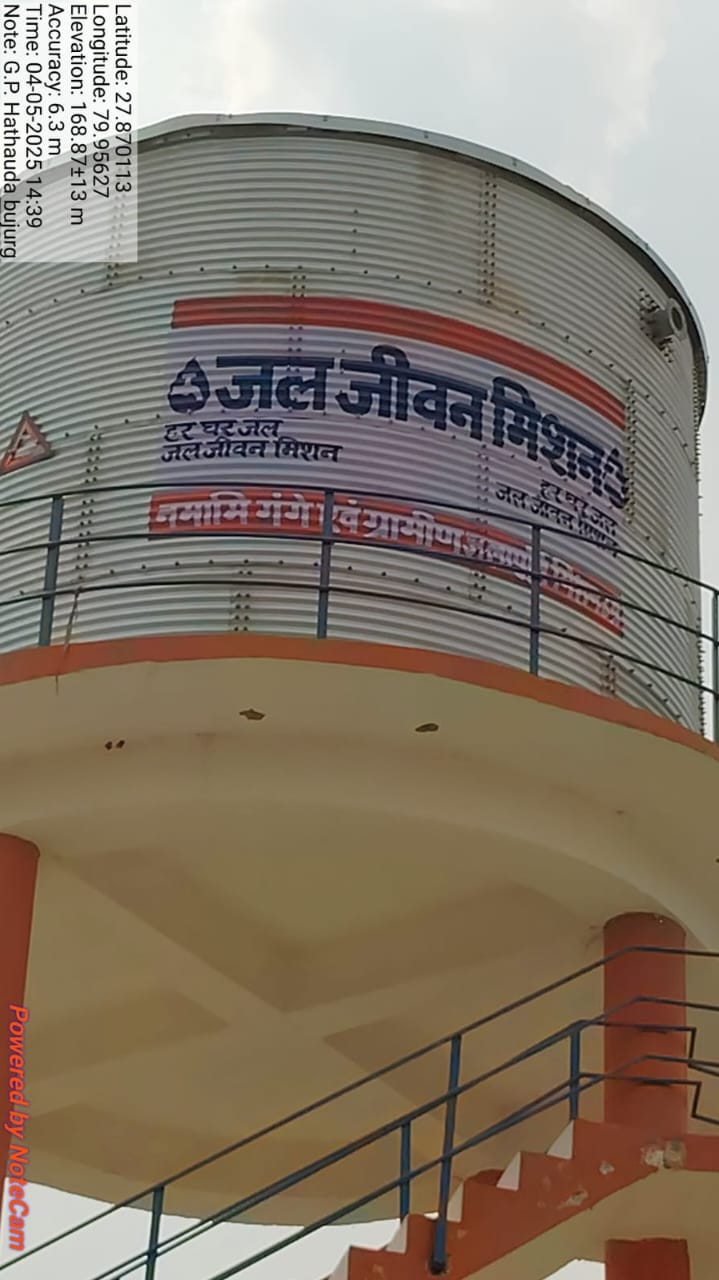 Latitude: 27.870113
Longitude: 79.95627
Elevation: 168.87±13 m
Accuracy: 6.3 m
Time: 04-05-2025 14:39
Note: G.P. Hathauda bujurg
जल जीवन मिशन
हर घर जल
जल जीवन मिशन
हर घर जल
जल जीवन
नमामि गंगे एवं ग्रामीण
Powered by NoteCam